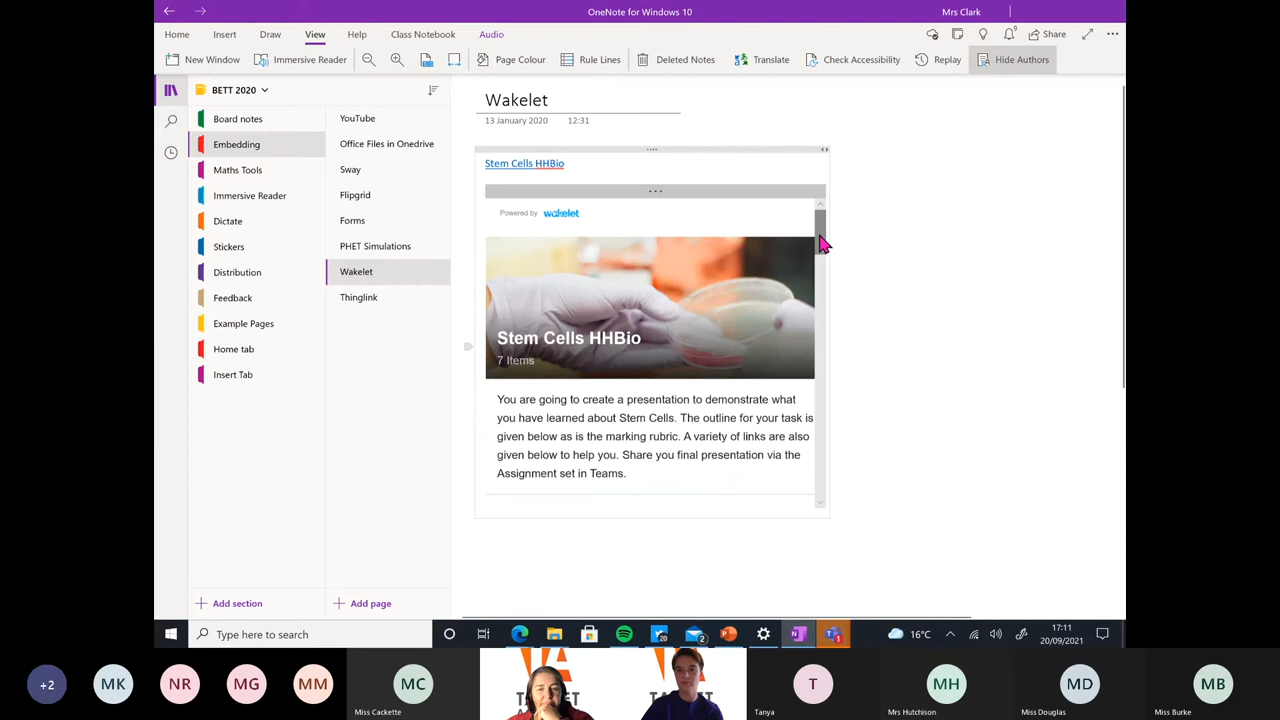 OneNote for Windows 10
Mrs Clark
Home Insert Draw View Help Class Notebook Audio
Share
New Window Immersive Reader Page Colour Rule Lines Deleted Notes Translate Check Accessibility Replay Hide Authors
BETT 2020
Board notes
Embedding
Maths Tools
Immersive Reader
Dictate
Stickers
Distribution
Feedback
Example Pages
Home tab
Insert Tab
Add section
YouTube
Office Files in Onedrive
Sway
Flipgrid
Forms
PHET Simulations
Wakelet
Thinglink
Add page
Wakelet
13 January 2020 12:31
Stem Cells HHBio
Powered by wakelet
Stem Cells HHBio
7 Items
You are going to create a presentation to demonstrate what
you have learned about Stem Cells. The outline for your task is
given below as is the marking rubric. A variety of links are also
given below to help you. Share you final presentation via the
Assignment set in Teams.
Type here to search
20
2
1
16°C
17:11
20/09/2021
+2 MK NR MG MM MC T MH MD MB
Miss Cackette Tanya Mrs Hutchison Miss Douglas Miss Burke